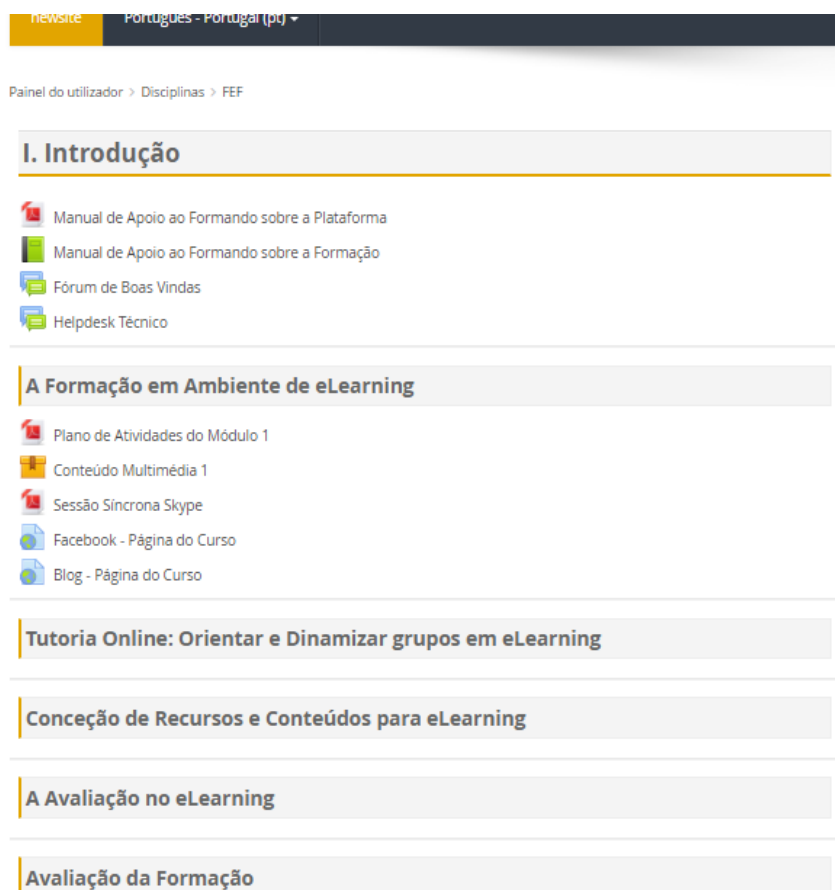 newsite Português - Portugal (pt)
Painel do utilizador > Disciplinas > FEF
I. Introdução
Manual de Apoio ao Formando sobre a Plataforma
Manual de Apoio ao Formando sobre a Formação
Fórum de Boas Vindas
Helpdesk Técnico
A Formação em Ambiente de eLearning
Plano de Atividades do Módulo 1
Conteúdo Multimédia 1
Sessão Síncrona Skype
Facebook - Página do Curso
Blog - Página do Curso
Tutoria Online: Orientar e Dinamizar grupos em eLearning
Conceção de Recursos e Conteúdos para eLearning
A Avaliação no eLearning
Avaliação da Formação